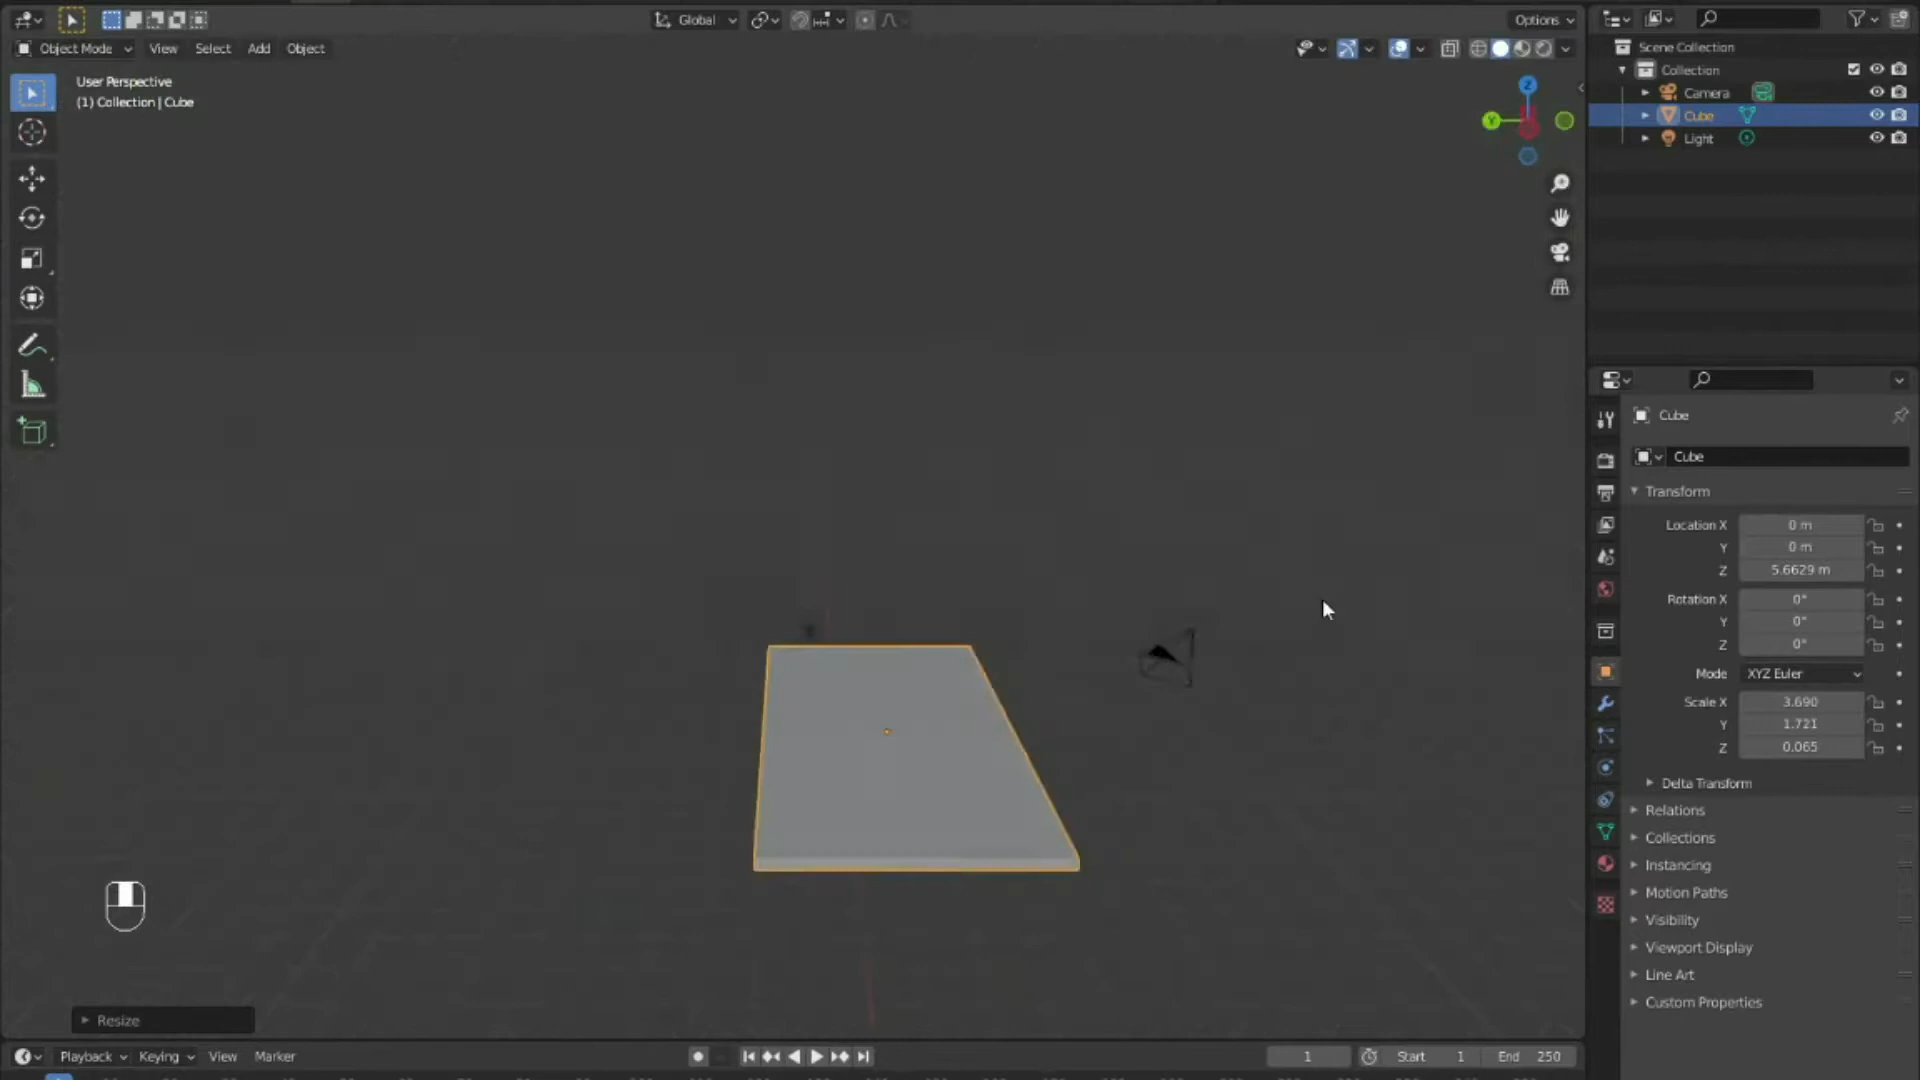 Global
Options
Object Mode View Select Add Object
User Perspective
(1) Collection | Cube
Z
Y
Resize
Playback Keying View Marker
1 Start 1 End 250
Scene Collection
Collection
Camera
Cube
Light
Cube
Cube
Transform
Location X 0 m
Y 0 m
Z 5.6629 m
Rotation X 0°
Y 0°
Z 0°
Mode XYZ Euler
Scale X 3.690
Y 1.721
Z 0.065
Delta Transform
Relations
Collections
Instancing
Motion Paths
Visibility
Viewport Display
Line Art
Custom Properties